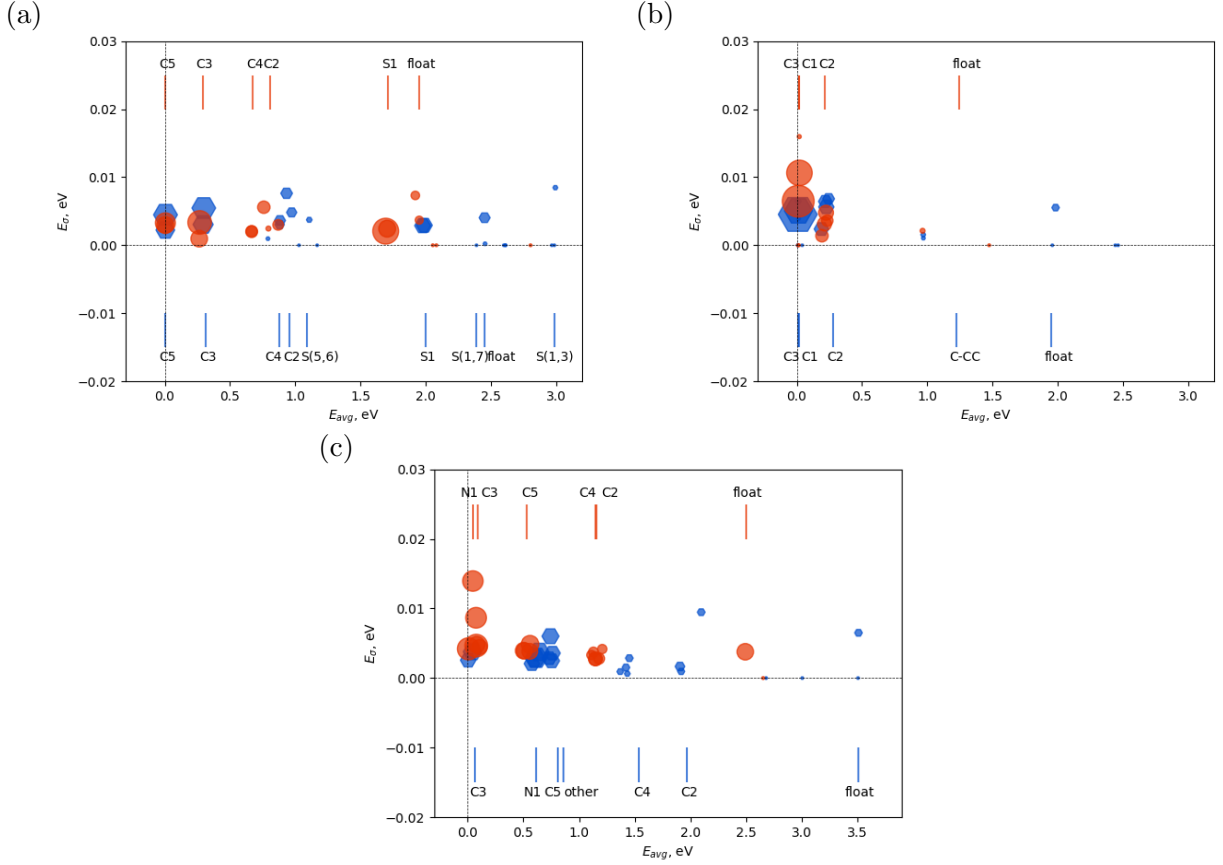 (a)
0.03
0.02
0.01
0.00
−0.01
−0.02
E_σ, eV
C5 C3 C4 C2 S1 float
C5 C3 C4 C2 S(5,6) S1 S(1,7) float S(1,3)
0.0 0.5 1.0 1.5 2.0 2.5 3.0
E_avg, eV
(b)
0.03
0.02
0.01
0.00
−0.01
−0.02
E_σ, eV
C3 C1 C2 float
C3 C1 C2 C-CC float
0.0 0.5 1.0 1.5 2.0 2.5 3.0
E_avg, eV
(c)
0.03
0.02
0.01
0.00
−0.01
−0.02
E_σ, eV
N1 C3 C5 C4 C2 float
C3 N1 C5 other C4 C2 float
0.0 0.5 1.0 1.5 2.0 2.5 3.0 3.5
E_avg, eV